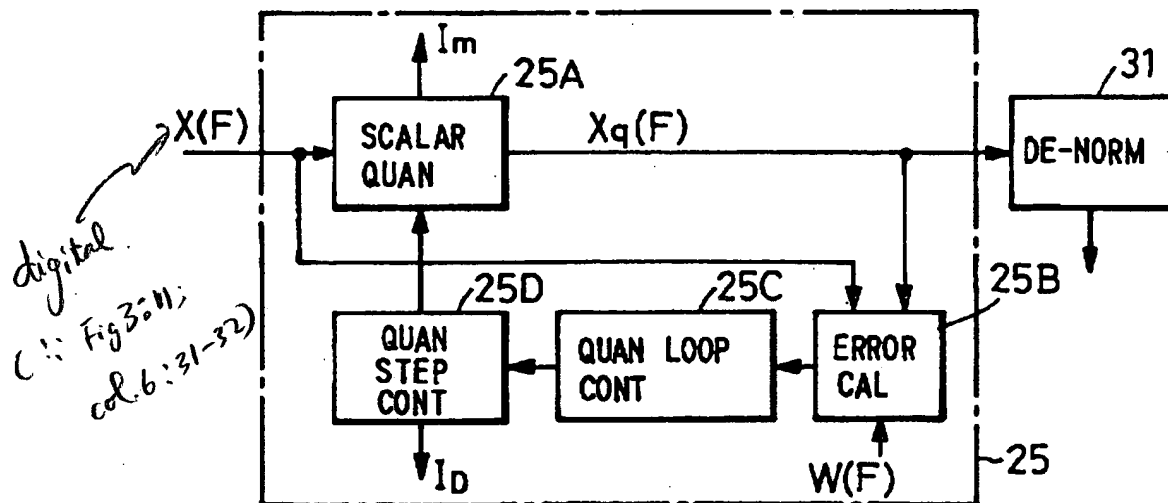 Im
25A
31
X(F)
SCALAR
QUAN
Xq(F)
DE-NORM
digital.
(∵ Fig3:11;
col.6:31-32)
25D
25C
25B
QUAN
STEP
CONT
QUAN LOOP
CONT
ERROR
CAL
ID
W(F)
25